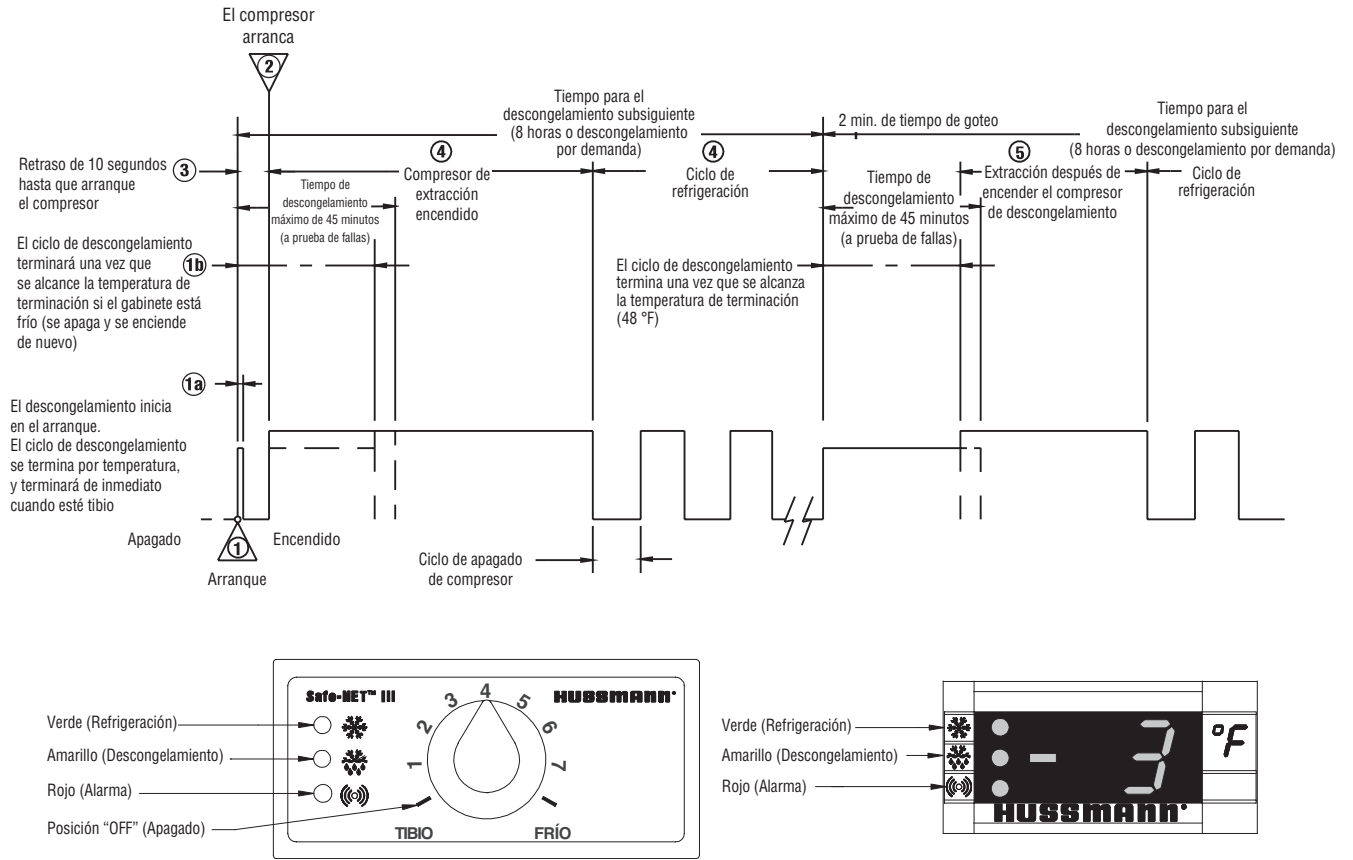 El compresor
arranca
2
Tiempo para el
descongelamiento subsiguiente
(8 horas o descongelamiento
por demanda)
2 min. de tiempo de goteo
Tiempo para el
descongelamiento subsiguiente
(8 horas o descongelamiento por demanda)
Retraso de 10 segundos
hasta que arranque
el compresor
3
4
Compresor de
extracción
encendido
Tiempo de
descongelamiento
máximo de 45 minutos
(a prueba de fallas)
4
Ciclo de
refrigeración
Tiempo de
descongelamiento
máximo de 45 minutos
(a prueba de fallas)
5
Extracción después de
encender el compresor
de descongelamiento
Ciclo de
refrigeración
El ciclo de descongelamiento
terminará una vez que
se alcance la temperatura de
terminación si el gabinete está
frío (se apaga y se enciende
de nuevo)
1b
El ciclo de descongelamiento
termina una vez que se alcanza
la temperatura de terminación
(48 °F)
1a
El descongelamiento inicia
en el arranque.
El ciclo de descongelamiento
se termina por temperatura,
y terminará de inmediato
cuando esté tibio
Apagado
1
Encendido
Arranque
Ciclo de apagado
de compresor
Safe-NET™ III
HUSSMANN
1 2 3 4 5 6 7
Verde (Refrigeración)
Amarillo (Descongelamiento)
Rojo (Alarma)
Posición “OFF” (Apagado)
TIBIO
FRÍO
Verde (Refrigeración)
Amarillo (Descongelamiento)
Rojo (Alarma)
- 3
°F
HUSSMANN